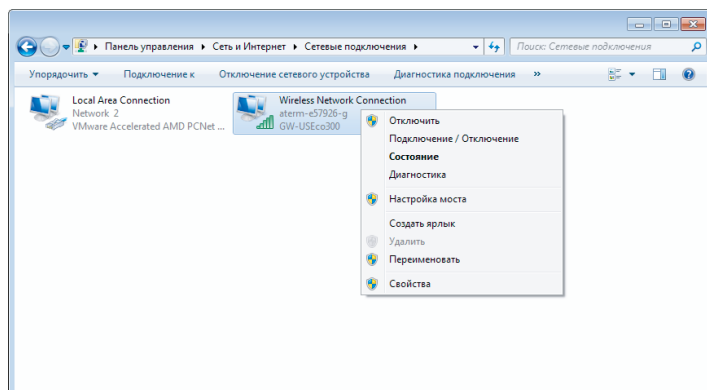 Панель управления ▸ Сеть и Интернет ▸ Сетевые подключения ▸
Поиск: Сетевые подключения
Упорядочить ▾ Подключение к Отключение сетевого устройства Диагностика подключения »
Local Area Connection
Network 2
VMware Accelerated AMD PCNet ...
Wireless Network Connection
aterm-e57926-g
GW-USEco300
Отключить
Подключение / Отключение
Состояние
Диагностика
Настройка моста
Создать ярлык
Удалить
Переименовать
Свойства